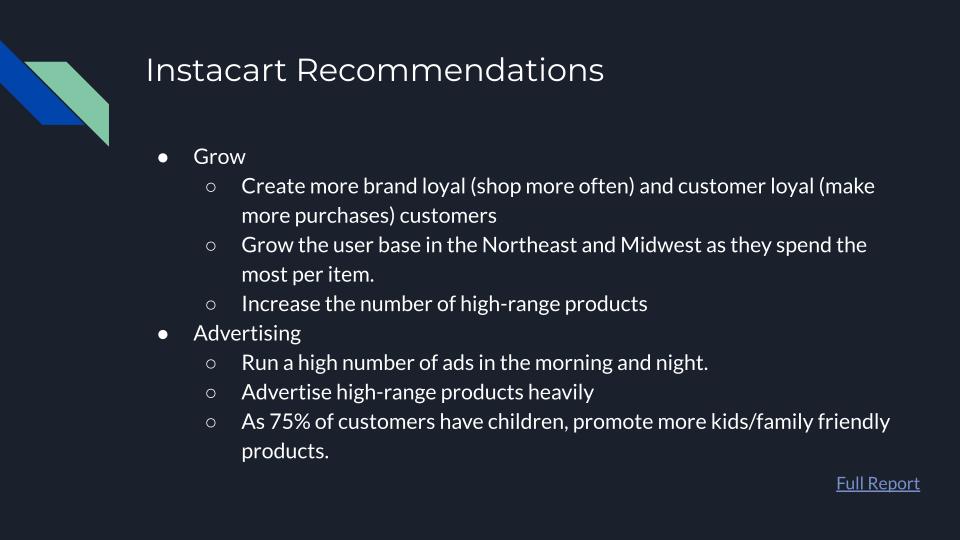 Instacart Recommendations
● Grow
○ Create more brand loyal (shop more often) and customer loyal (make
more purchases) customers
○ Grow the user base in the Northeast and Midwest as they spend the
most per item.
○ Increase the number of high-range products
● Advertising
○ Run a high number of ads in the morning and night.
○ Advertise high-range products heavily
○ As 75% of customers have children, promote more kids/family friendly
products.
Full Report